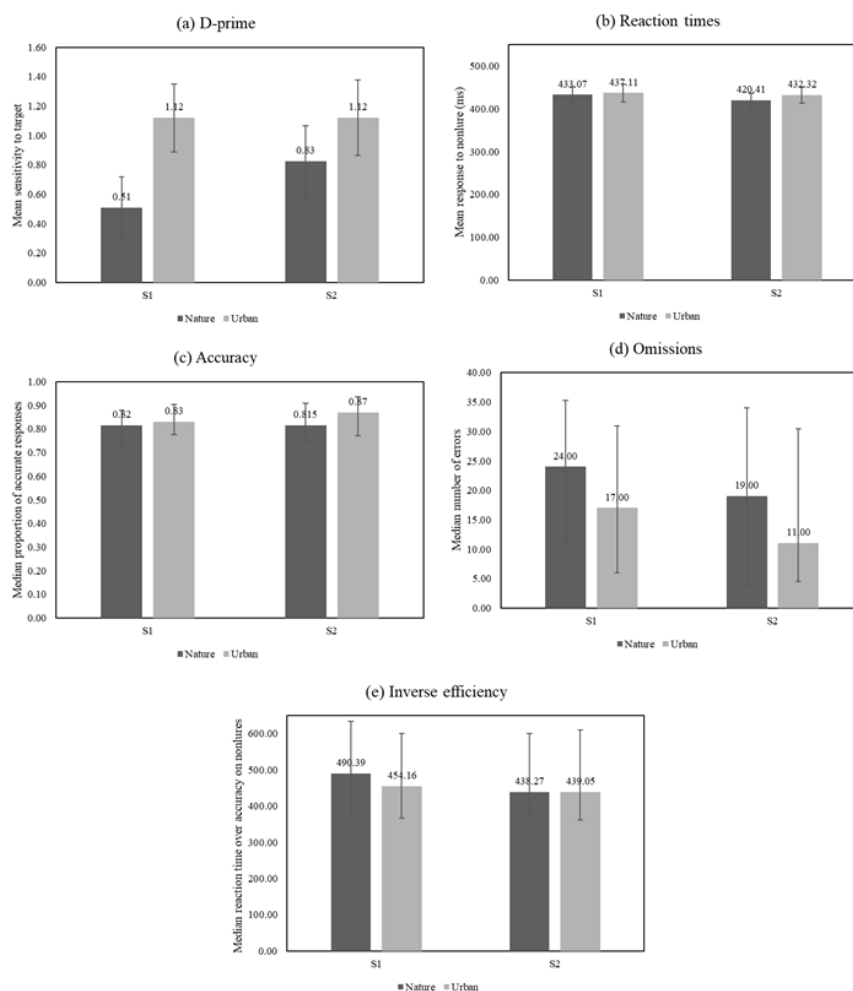 (a) D-prime
Mean sensitivity to target
1.60
1.40
1.20
1.00
0.80
0.60
0.40
0.20
0.00
0.51
1.12
0.83
1.12
S1
S2
Nature
Urban
(b) Reaction times
Mean response to nonlure (ms)
500.00
400.00
300.00
200.00
100.00
0.00
433.07
437.11
420.41
432.32
S1
S2
Nature
Urban
(c) Accuracy
Median proportion of accurate responses
1.00
0.90
0.80
0.70
0.60
0.50
0.40
0.30
0.20
0.10
0.00
0.82
0.83
0.815
0.87
S1
S2
Nature
Urban
(d) Omissions
Median number of errors
40.00
35.00
30.00
25.00
20.00
15.00
10.00
5.00
0.00
24.00
17.00
19.00
11.00
S1
S2
Nature
Urban
(e) Inverse efficiency
Median reaction time over accuracy on nonlures
600.00
500.00
400.00
300.00
200.00
100.00
0.00
490.39
454.16
438.27
439.05
S1
S2
Nature
Urban